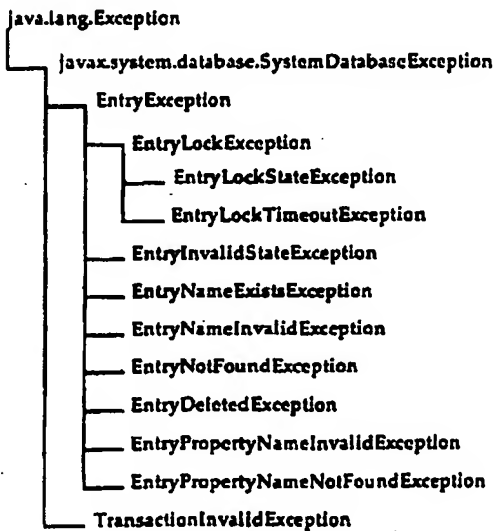 java.lang.Exception
javax.system.database.SystemDatabaseException
EntryException
EntryLockException
EntryLockStateException
EntryLockTimeoutException
EntryInvalidStateException
EntryNameExistsException
EntryNameInvalidException
EntryNotFoundException
EntryDeletedException
EntryPropertyNameInvalidException
EntryPropertyNameNotFoundException
TransactionInvalidException